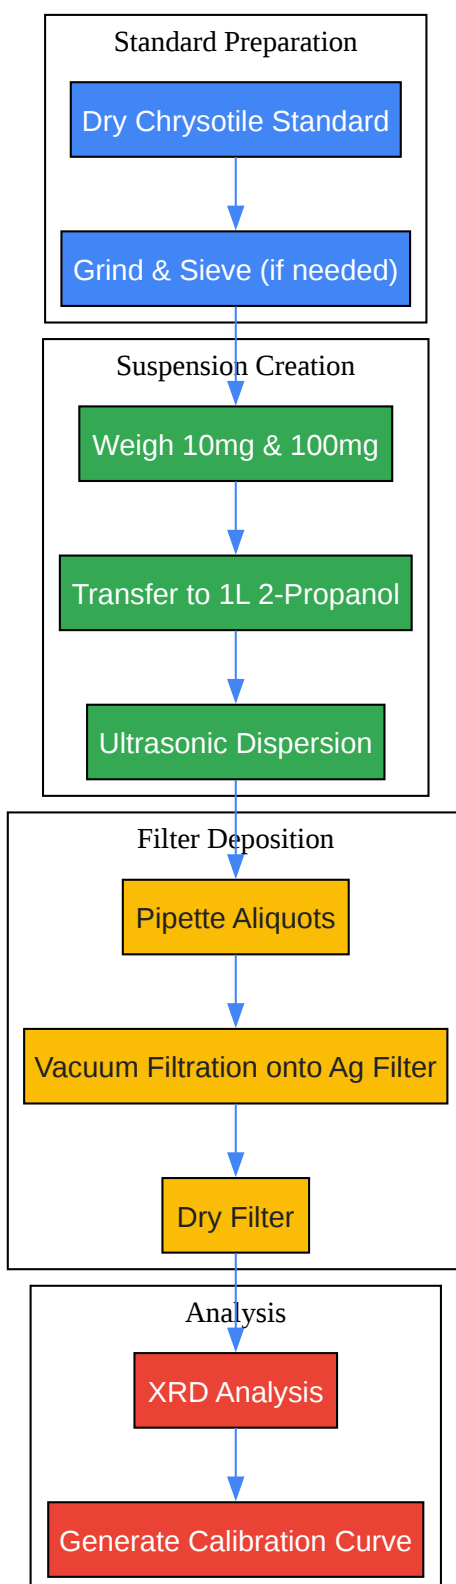 Standard Preparation
Dry Chrysotile Standard
Grind & Sieve (if needed)
Suspension Creation
Weigh 10mg & 100mg
Transfer to 1L 2-Propanol
Ultrasonic Dispersion
Filter Deposition
Pipette Aliquots
Vacuum Filtration onto Ag Filter
Dry Filter
Analysis
XRD Analysis
Generate Calibration Curve